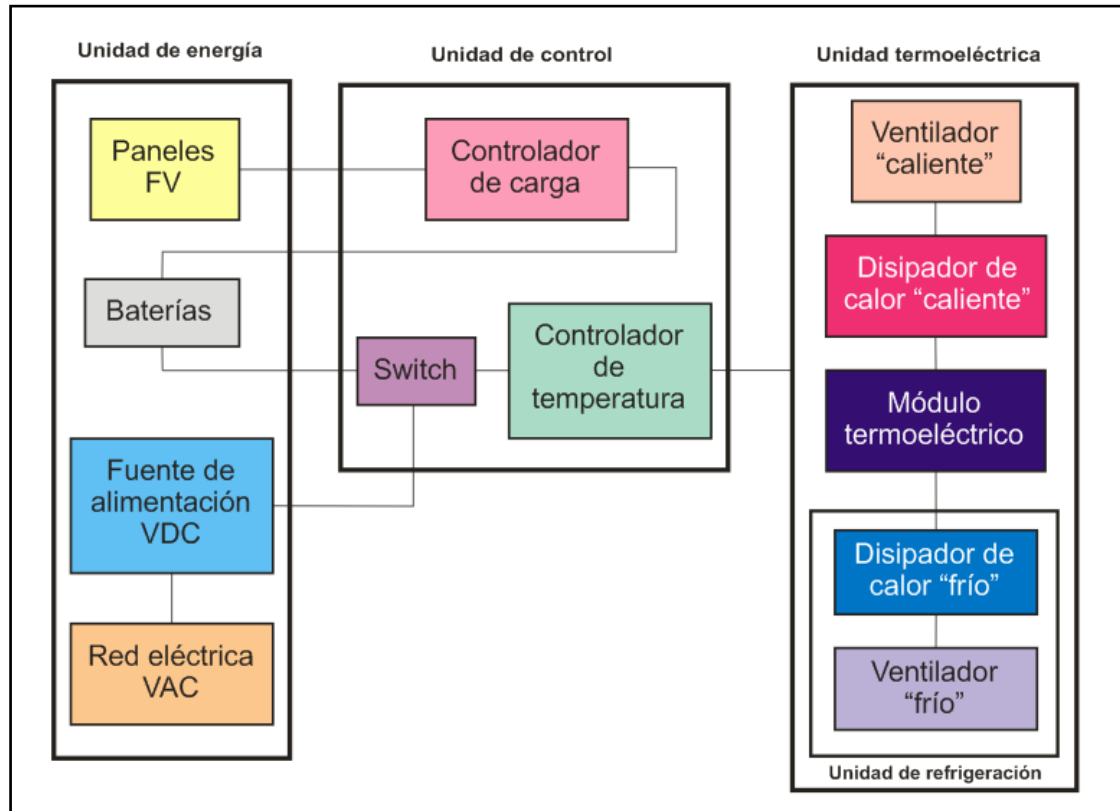 Unidad de energía
Paneles
FV
Baterías
Fuente de
alimentación
VDC
Red eléctrica
VAC
Unidad de control
Controlador
de carga
Switch
Controlador
de
temperatura
Unidad termoeléctrica
Ventilador
“caliente”
Disipador de
calor “caliente”
Módulo
termoeléctrico
Disipador de
calor “frío”
Ventilador
“frío”
Unidad de refrigeración